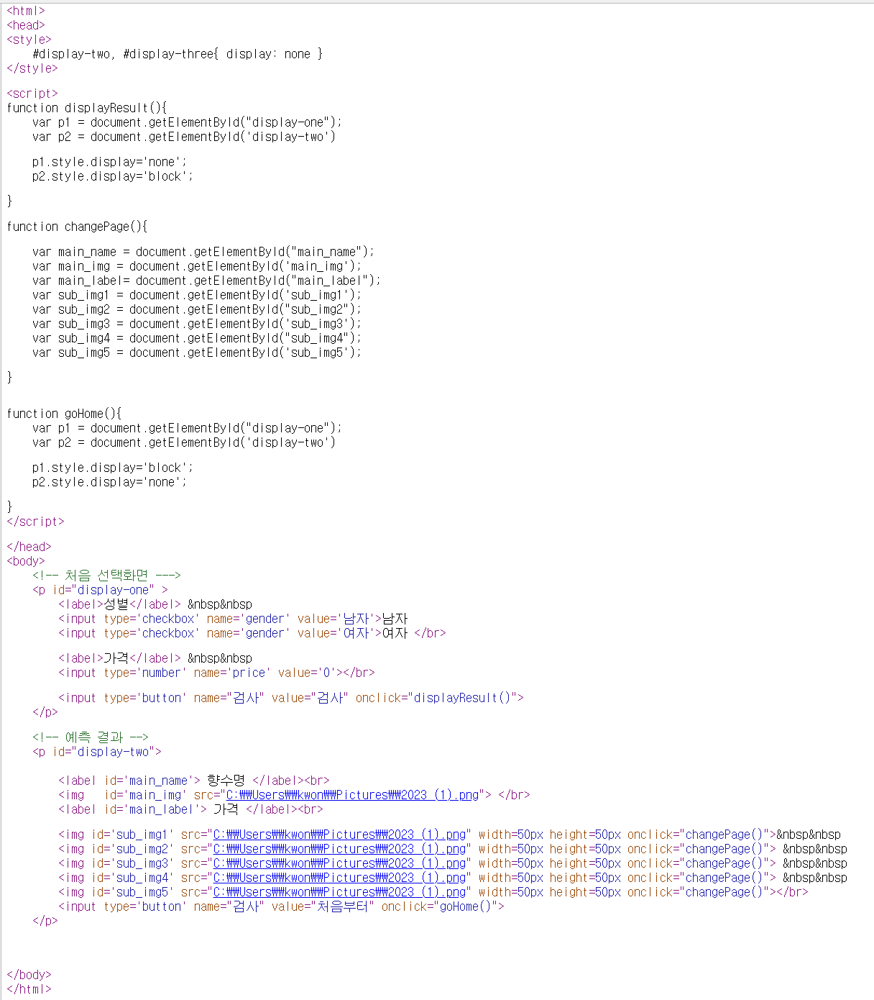 <html>
<head>
<style>
    #display-two, #display-three{ display: none }
</style>

<script>
function displayResult(){
    var p1 = document.getElementById("display-one");
    var p2 = document.getElementById('display-two')

    p1.style.display='none';
    p2.style.display='block';

}

function changePage(){

    var main_name = document.getElementById("main_name");
    var main_img = document.getElementById('main_img');
    var main_label= document.getElementById("main_label");
    var sub_img1 = document.getElementById('sub_img1');
    var sub_img2 = document.getElementById("sub_img2");
    var sub_img3 = document.getElementById('sub_img3');
    var sub_img4 = document.getElementById("sub_img4");
    var sub_img5 = document.getElementById('sub_img5');

}

function goHome(){
    var p1 = document.getElementById("display-one");
    var p2 = document.getElementById('display-two')

    p1.style.display='block';
    p2.style.display='none';

}
</script>

</head>
<body>
    <!-- 처음 선택화면 --->
    <p id="display-one" >
        <label>성별</label> &nbsp&nbsp
        <input type='checkbox' name='gender' value='남자'>남자
        <input type='checkbox' name='gender' value='여자'>여자 </br>

        <label>가격</label> &nbsp&nbsp
        <input type='number' name='price' value='0'></br>

        <input type='button' name="검사" value="검사" onclick="displayResult()">
    </p>

    <!-- 예측 결과 -->
    <p id="display-two">

        <label id='main_name'> 향수명 </label><br>
        <img   id='main_img' src="C:₩₩Users₩₩kwon₩₩Pictures₩₩2023 (1).png"> </br>
        <label id='main_label'> 가격 </label><br>

        <img id='sub_img1' src="C:₩₩Users₩₩kwon₩₩Pictures₩₩2023 (1).png" width=50px height=50px onclick="changePage()">&nbsp&nbsp
        <img id='sub_img2' src="C:₩₩Users₩₩kwon₩₩Pictures₩₩2023 (1).png" width=50px height=50px onclick="changePage()"> &nbsp&nbsp
        <img id='sub_img3' src="C:₩₩Users₩₩kwon₩₩Pictures₩₩2023 (1).png" width=50px height=50px onclick="changePage()"> &nbsp&nbsp
        <img id='sub_img4' src="C:₩₩Users₩₩kwon₩₩Pictures₩₩2023 (1).png" width=50px height=50px onclick="changePage()"> &nbsp&nbsp
        <img id='sub_img5' src="C:₩₩Users₩₩kwon₩₩Pictures₩₩2023 (1).png" width=50px height=50px onclick="changePage()"></br>
        <input type='button' name="검사" value="처음부터" onclick="goHome()">
    </p>

</body>
</html>